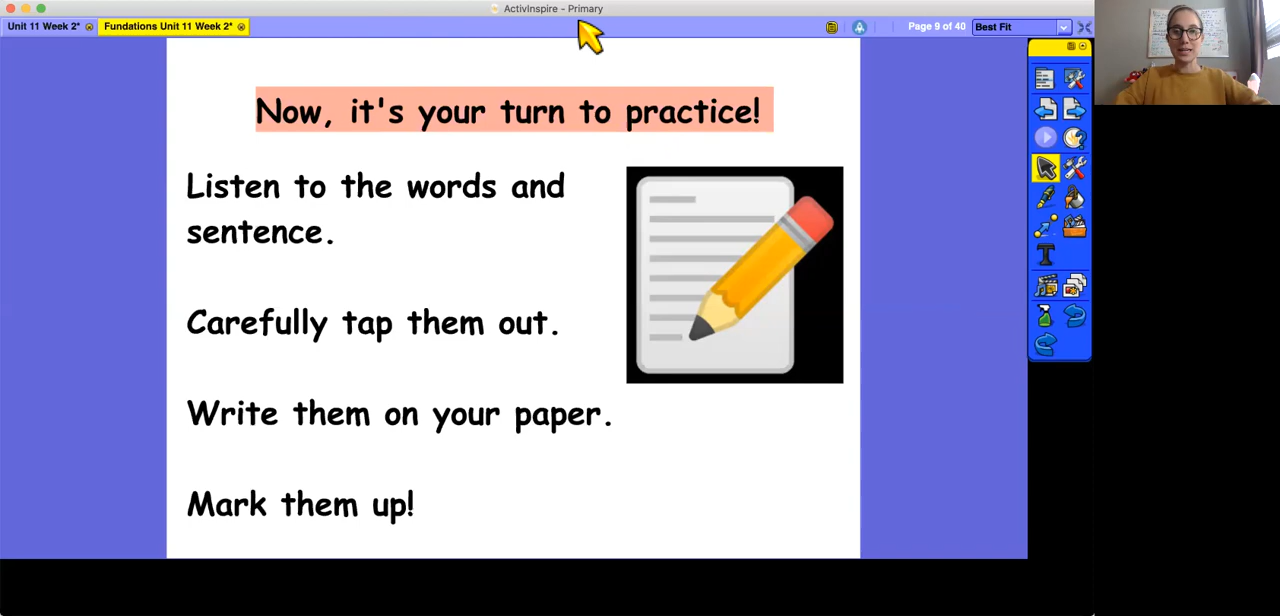 ActivInspire - Primary
Unit 11 Week 2*
Fundations Unit 11 Week 2*
Page 9 of 40
Best Fit
Now, it's your turn to practice!
Listen to the words and
sentence.
Carefully tap them out.
Write them on your paper.
Mark them up!